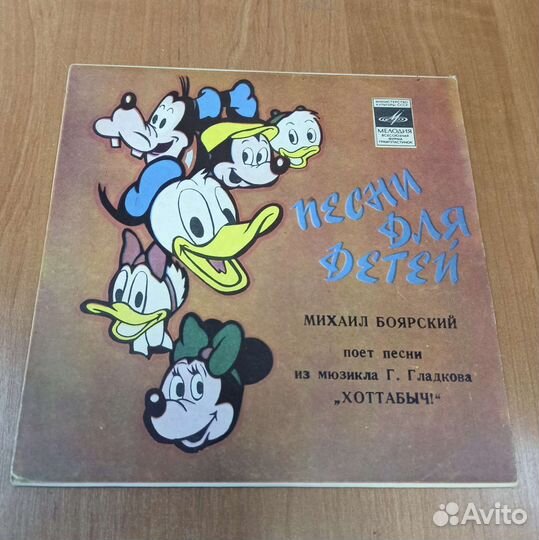 МИНИСТЕРСТВО
КУЛЬТУРЫ СССР
МЕЛОДИЯ
ВСЕСОЮЗНАЯ
ФИРМА
ГРАМПЛАСТИНОК
ПЕСНИ
ДЛЯ
ДЕТЕЙ
МИХАИЛ БОЯРСКИЙ
поет песни
из мюзикла Г. Гладкова
„ХОТТАБЫЧ!“
Avito